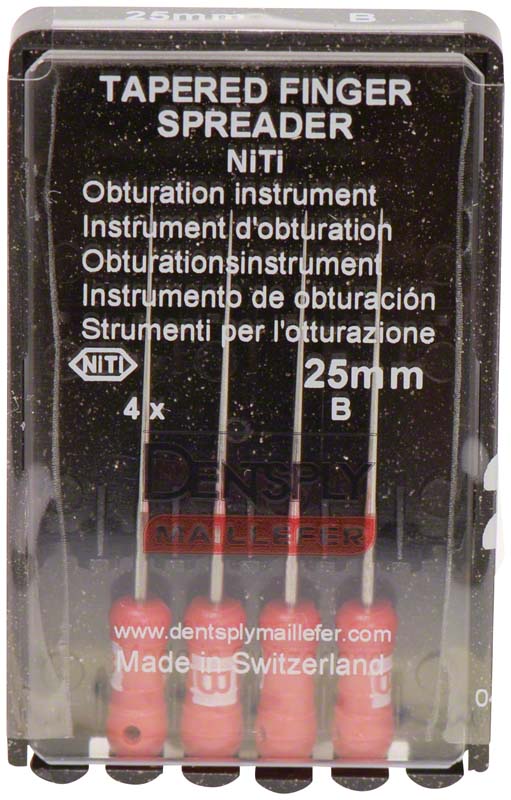 25mm B
TAPERED FINGER
SPREADER
NiTi
Obturation instrument
Instrument d'obturation
Obturationsinstrument
Instrumento de obturación
Strumenti per l'otturazione
NiTi 25mm
4 x B
DENTSPLY
MAILLEFER
www.dentsplymaillefer.com
Made in Switzerland
B B